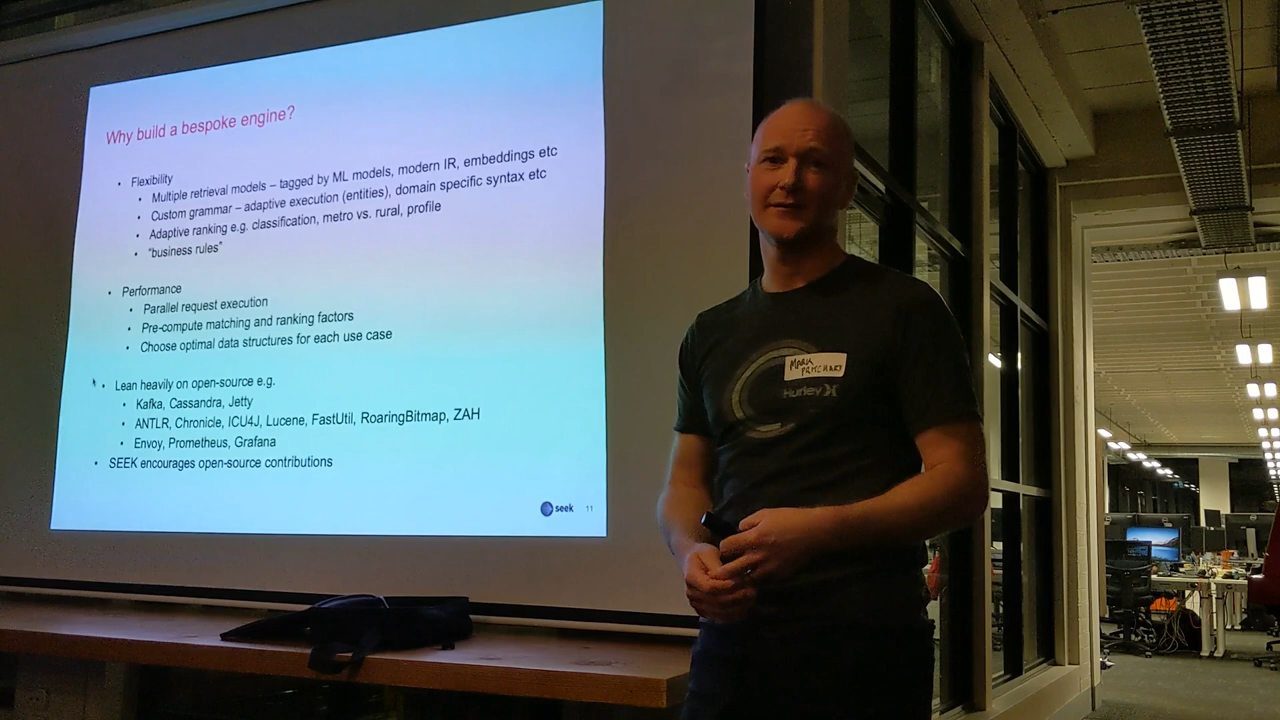 Why build a bespoke engine?
• Flexibility
• Multiple retrieval models – tagged by ML models, modern IR, embeddings etc
• Custom grammar – adaptive execution (entities), domain specific syntax etc
• Adaptive ranking e.g. classification, metro vs. rural, profile
• “business rules”
• Performance
• Parallel request execution
• Pre-compute matching and ranking factors
• Choose optimal data structures for each use case
• Lean heavily on open-source e.g.
• Kafka, Cassandra, Jetty
• ANTLR, Chronicle, ICU4J, Lucene, FastUtil, RoaringBitmap, ZAH
• Envoy, Prometheus, Grafana
• SEEK encourages open-source contributions
seek 11
MARK
PRITCHARD
Hurley